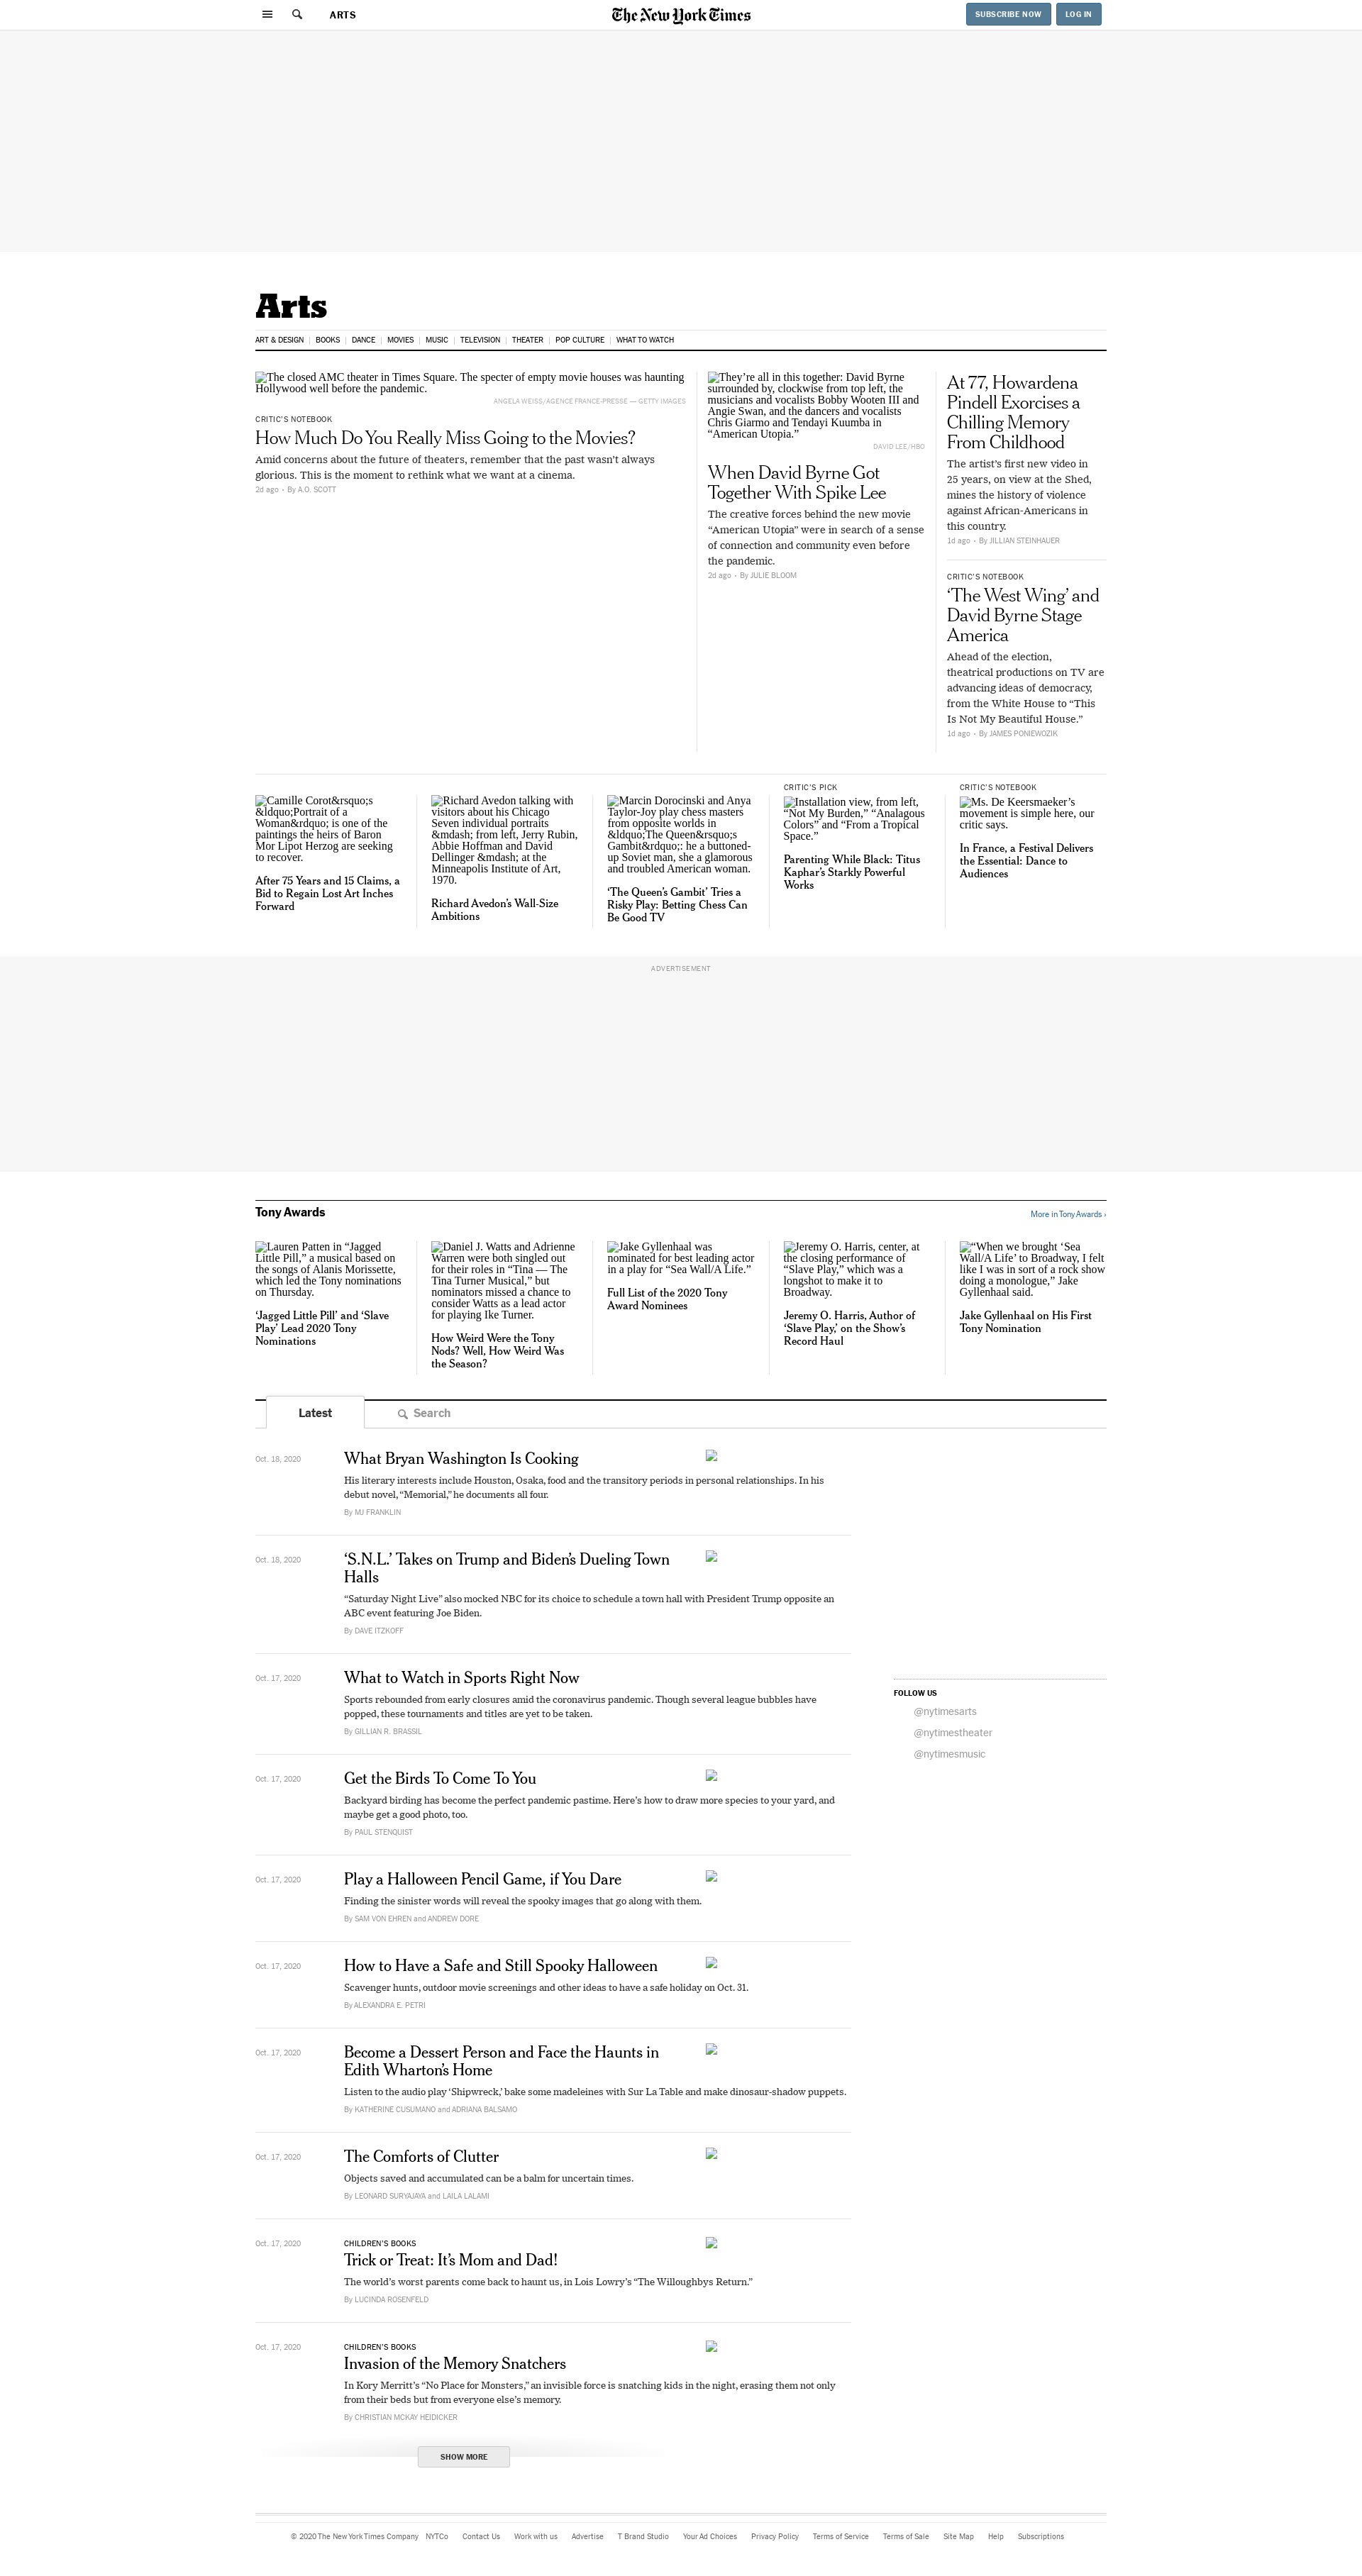 ARTS
The New York Times
SUBSCRIBE NOW
LOG IN
Arts
ART & DESIGN
BOOKS
DANCE
MOVIES
MUSIC
TELEVISION
THEATER
POP CULTURE
WHAT TO WATCH
The closed AMC theater in Times Square. The specter of empty movie houses was haunting
Hollywood well before the pandemic.
ANGELA WEISS/AGENCE FRANCE-PRESSE — GETTY IMAGES
CRITIC'S NOTEBOOK
How Much Do You Really Miss Going to the Movies?
Amid concerns about the future of theaters, remember that the past wasn't always
glorious. This is the moment to rethink what we want at a cinema.
2d ago • By A.O. SCOTT
They're all in this together: David Byrne
surrounded by, clockwise from top left, the
musicians and vocalists Bobby Wooten III and
Angie Swan, and the dancers and vocalists
Chris Giarmo and Tendayi Kuumba in
“American Utopia.”
DAVID LEE/HBO
When David Byrne Got
Together With Spike Lee
The creative forces behind the new movie
“American Utopia” were in search of a sense
of connection and community even before
the pandemic.
2d ago • By JULIE BLOOM
At 77, Howardena
Pindell Exorcises a
Chilling Memory
From Childhood
The artist’s first new video in
25 years, on view at the Shed,
mines the history of violence
against African-Americans in
this country.
1d ago • By JILLIAN STEINHAUER
CRITIC'S NOTEBOOK
‘The West Wing’ and
David Byrne Stage
America
Ahead of the election,
theatrical productions on TV are
advancing ideas of democracy,
from the White House to “This
Is Not My Beautiful House.”
1d ago • By JAMES PONIEWOZIK
Camille Corot&rsquo;s
&ldquo;Portrait of a
Woman&rdquo; is one of the
paintings the heirs of Baron
Mor Lipot Herzog are seeking
to recover.
After 75 Years and 15 Claims, a
Bid to Regain Lost Art Inches
Forward
Richard Avedon talking with
visitors about his Chicago
Seven individual portraits
&mdash; from left, Jerry Rubin,
Abbie Hoffman and David
Dellinger &mdash; at the
Minneapolis Institute of Art,
1970.
Richard Avedon’s Wall-Size
Ambitions
Marcin Dorocinski and Anya
Taylor-Joy play chess masters
from opposite worlds in
&ldquo;The Queen&rsquo;s
Gambit&rdquo;: he a buttoned-
up Soviet man, she a glamorous
and troubled American woman.
‘The Queen’s Gambit’ Tries a
Risky Play: Betting Chess Can
Be Good TV
CRITIC'S PICK
Installation view, from left,
“Not My Burden,” “Analagous
Colors” and “From a Tropical
Space.”
Parenting While Black: Titus
Kaphar’s Starkly Powerful
Works
CRITIC'S NOTEBOOK
Ms. De Keersmaeker’s
movement is simple here, our
critic says.
In France, a Festival Delivers
the Essential: Dance to
Audiences
ADVERTISEMENT
Tony Awards
More in Tony Awards ›
Lauren Patten in “Jagged
Little Pill,” a musical based on
the songs of Alanis Morissette,
which led the Tony nominations
on Thursday.
‘Jagged Little Pill’ and ‘Slave
Play’ Lead 2020 Tony
Nominations
Daniel J. Watts and Adrienne
Warren were both singled out
for their roles in “Tina — The
Tina Turner Musical,” but
nominators missed a chance to
consider Watts as a lead actor
for playing Ike Turner.
How Weird Were the Tony
Nods? Well, How Weird Was
the Season?
Jake Gyllenhaal was
nominated for best leading actor
in a play for “Sea Wall/A Life.”
Full List of the 2020 Tony
Award Nominees
Jeremy O. Harris, center, at
the closing performance of
“Slave Play,” which was a
longshot to make it to
Broadway.
Jeremy O. Harris, Author of
‘Slave Play,’ on the Show’s
Record Haul
“When we brought ‘Sea
Wall/A Life’ to Broadway, I felt
like I was in sort of a rock show
doing a monologue,” Jake
Gyllenhaal said.
Jake Gyllenhaal on His First
Tony Nomination
Latest
Search
Oct. 18, 2020
What Bryan Washington Is Cooking
His literary interests include Houston, Osaka, food and the transitory periods in personal relationships. In his
debut novel, “Memorial,” he documents all four.
By MJ FRANKLIN
Oct. 18, 2020
‘S.N.L.’ Takes on Trump and Biden’s Dueling Town
Halls
“Saturday Night Live” also mocked NBC for its choice to schedule a town hall with President Trump opposite an
ABC event featuring Joe Biden.
By DAVE ITZKOFF
Oct. 17, 2020
What to Watch in Sports Right Now
Sports rebounded from early closures amid the coronavirus pandemic. Though several league bubbles have
popped, these tournaments and titles are yet to be taken.
By GILLIAN R. BRASSIL
Oct. 17, 2020
Get the Birds To Come To You
Backyard birding has become the perfect pandemic pastime. Here’s how to draw more species to your yard, and
maybe get a good photo, too.
By PAUL STENQUIST
Oct. 17, 2020
Play a Halloween Pencil Game, if You Dare
Finding the sinister words will reveal the spooky images that go along with them.
By SAM VON EHREN and ANDREW DORE
Oct. 17, 2020
How to Have a Safe and Still Spooky Halloween
Scavenger hunts, outdoor movie screenings and other ideas to have a safe holiday on Oct. 31.
By ALEXANDRA E. PETRI
Oct. 17, 2020
Become a Dessert Person and Face the Haunts in
Edith Wharton’s Home
Listen to the audio play ‘Shipwreck,’ bake some madeleines with Sur La Table and make dinosaur-shadow puppets.
By KATHERINE CUSUMANO and ADRIANA BALSAMO
Oct. 17, 2020
The Comforts of Clutter
Objects saved and accumulated can be a balm for uncertain times.
By LEONARD SURYAJAYA and LAILA LALAMI
Oct. 17, 2020
CHILDREN’S BOOKS
Trick or Treat: It’s Mom and Dad!
The world’s worst parents come back to haunt us, in Lois Lowry’s “The Willoughbys Return.”
By LUCINDA ROSENFELD
Oct. 17, 2020
CHILDREN’S BOOKS
Invasion of the Memory Snatchers
In Kory Merritt’s “No Place for Monsters,” an invisible force is snatching kids in the night, erasing them not only
from their beds but from everyone else’s memory.
By CHRISTIAN MCKAY HEIDICKER
SHOW MORE
FOLLOW US
@nytimesarts
@nytimestheater
@nytimesmusic
© 2020 The New York Times Company
NYTCo
Contact Us
Work with us
Advertise
T Brand Studio
Your Ad Choices
Privacy Policy
Terms of Service
Terms of Sale
Site Map
Help
Subscriptions